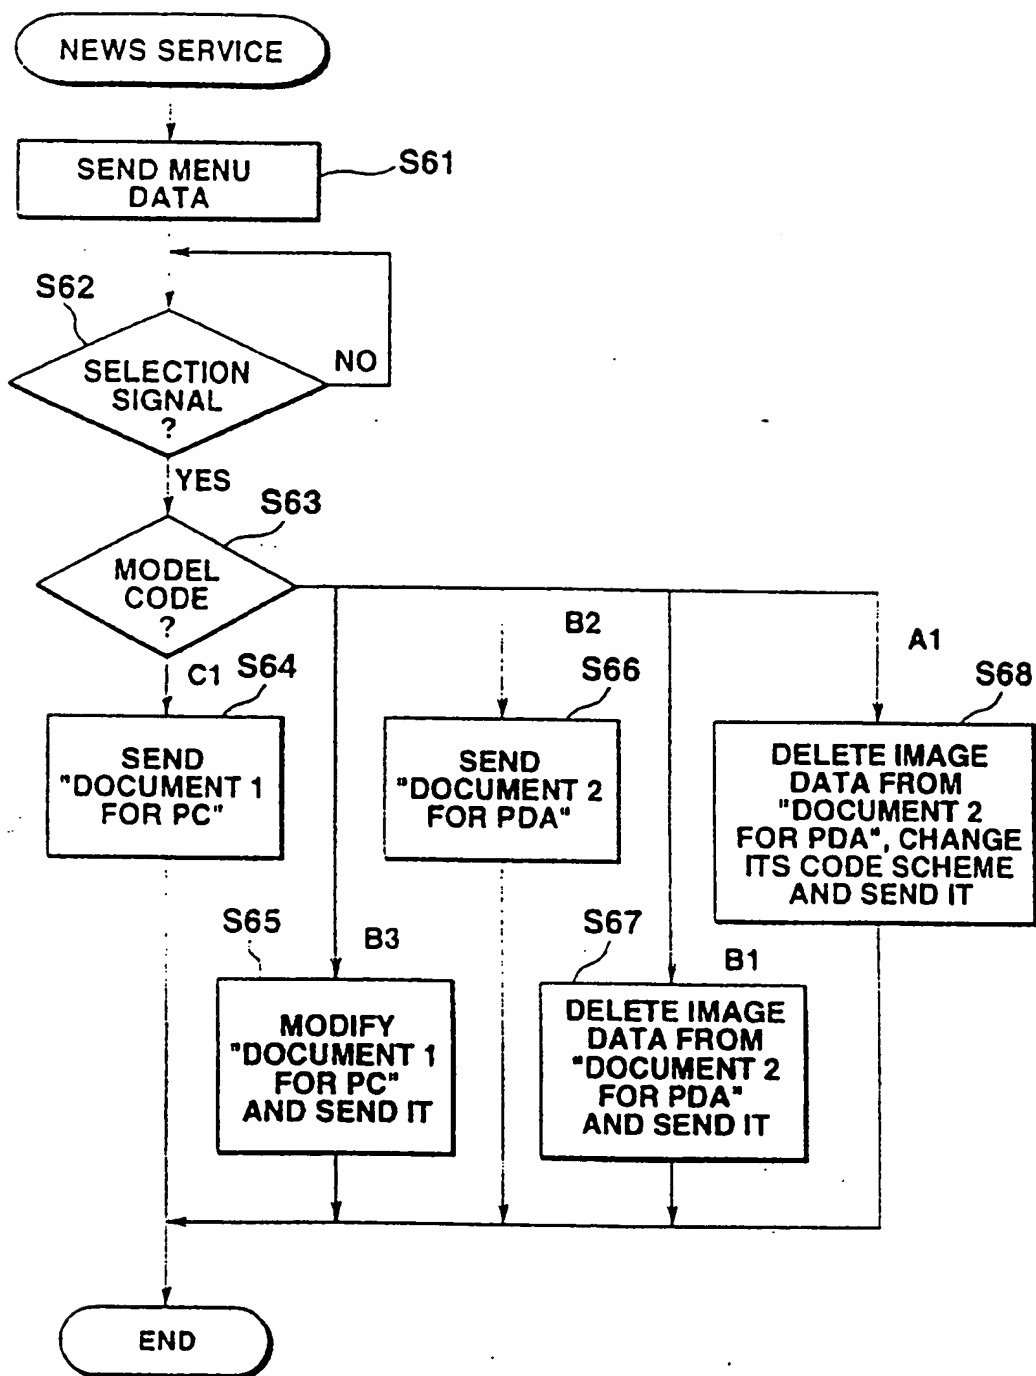 NEWS SERVICE
SEND MENU
DATA
S61
S62
SELECTION
SIGNAL
?
NO
YES
S63
MODEL
CODE
?
C1
S64
B2
S66
A1
S68
SEND
"DOCUMENT 1
FOR PC"
SEND
"DOCUMENT 2
FOR PDA"
DELETE IMAGE
DATA FROM
"DOCUMENT 2
FOR PDA", CHANGE
ITS CODE SCHEME
AND SEND IT
S65
B3
S67
B1
MODIFY
"DOCUMENT 1
FOR PC"
AND SEND IT
DELETE IMAGE
DATA FROM
"DOCUMENT 2
FOR PDA"
AND SEND IT
END